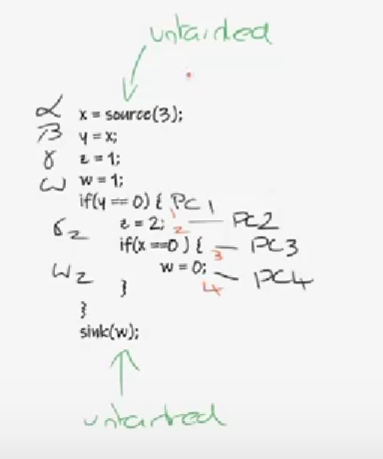 untainted
α x = source(3);
β y = x;
γ z = 1;
ω w = 1;
if(y == 0) { PC1
1
z = 2; 2 PC2
γ2
if(x ==0 ) { PC3
3
w = 0; PC4
ω2 } 4
}
sink(w);
untainted